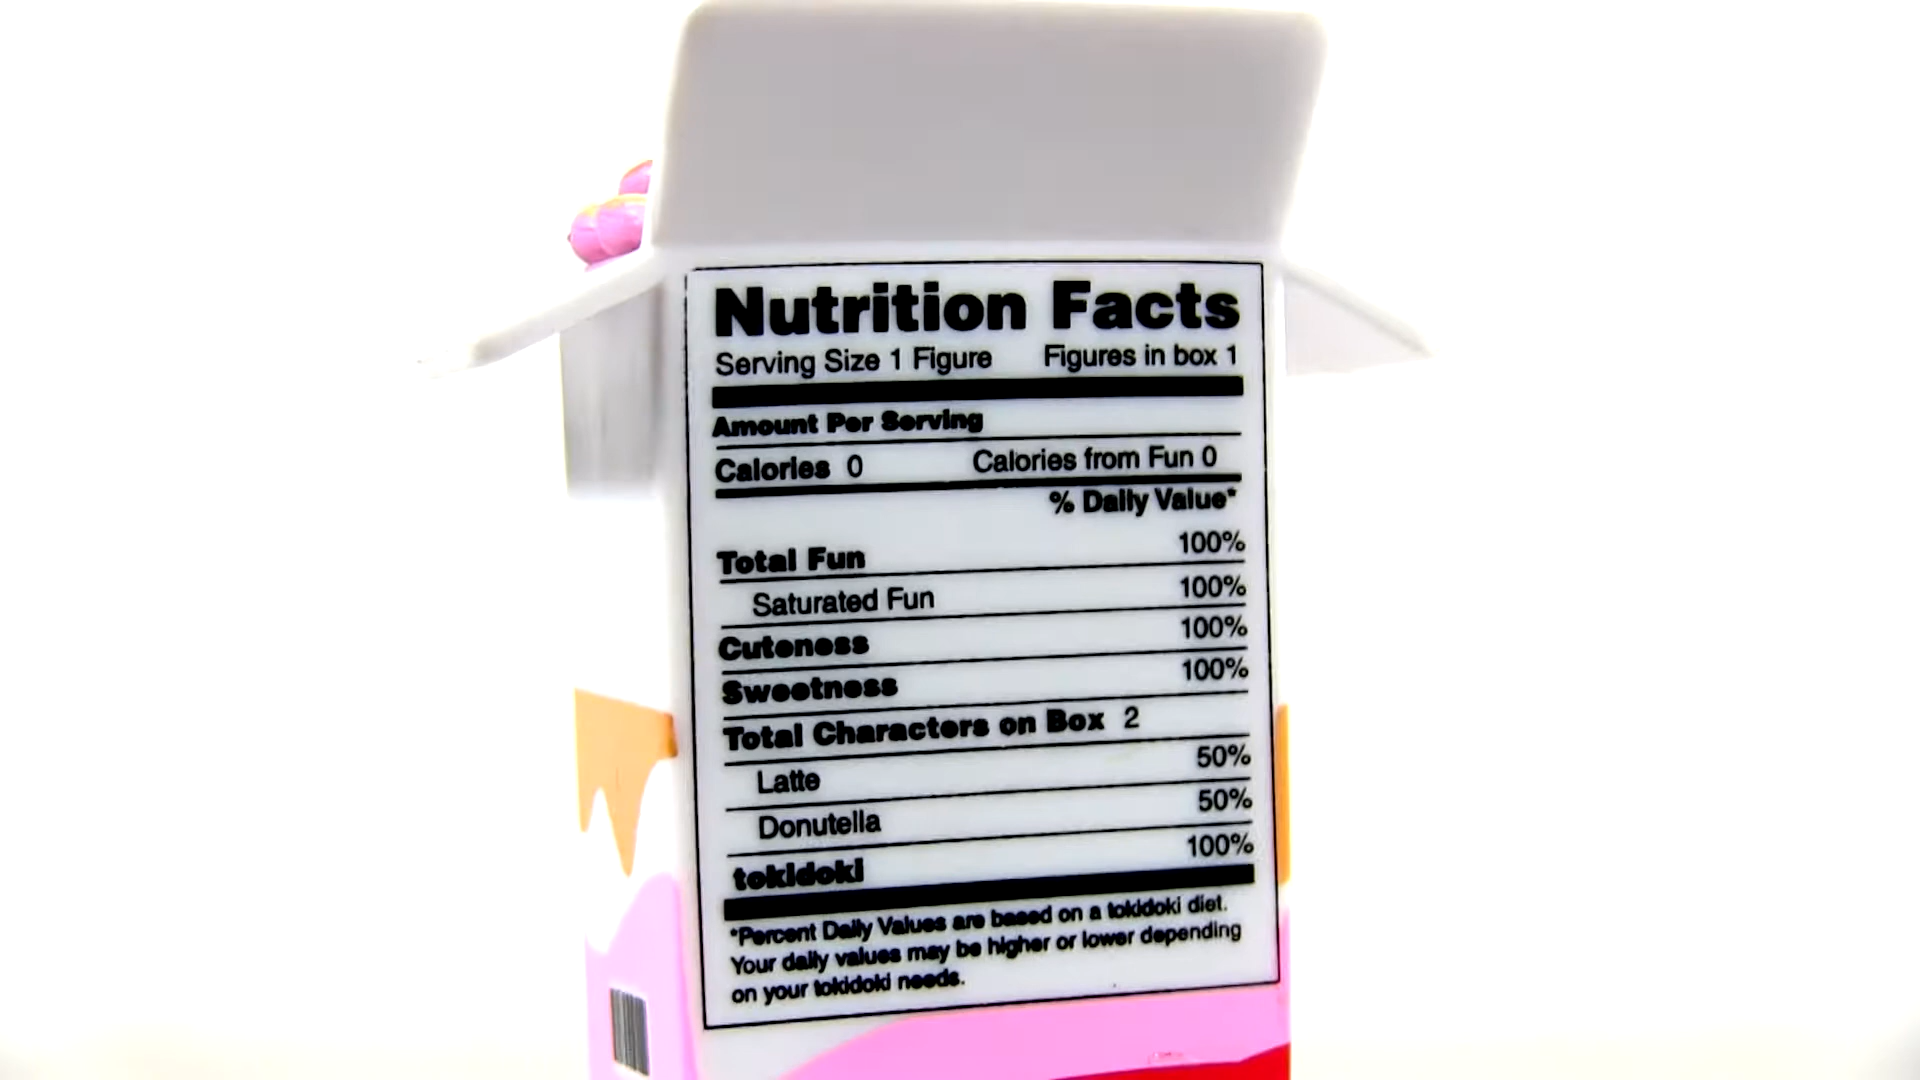 Nutrition Facts
Serving Size 1 Figure Figures in box 1
Amount Per Serving
Calories 0 Calories from Fun 0
% Daily Value*
Total Fun 100%
Saturated Fun 100%
Cuteness 100%
Sweetness 100%
Total Characters on Box 2
Latte 50%
Donutella 50%
tokidoki 100%
*Percent Daily Values are based on a tokidoki diet.
Your daily values may be higher or lower depending
on your tokidoki needs.